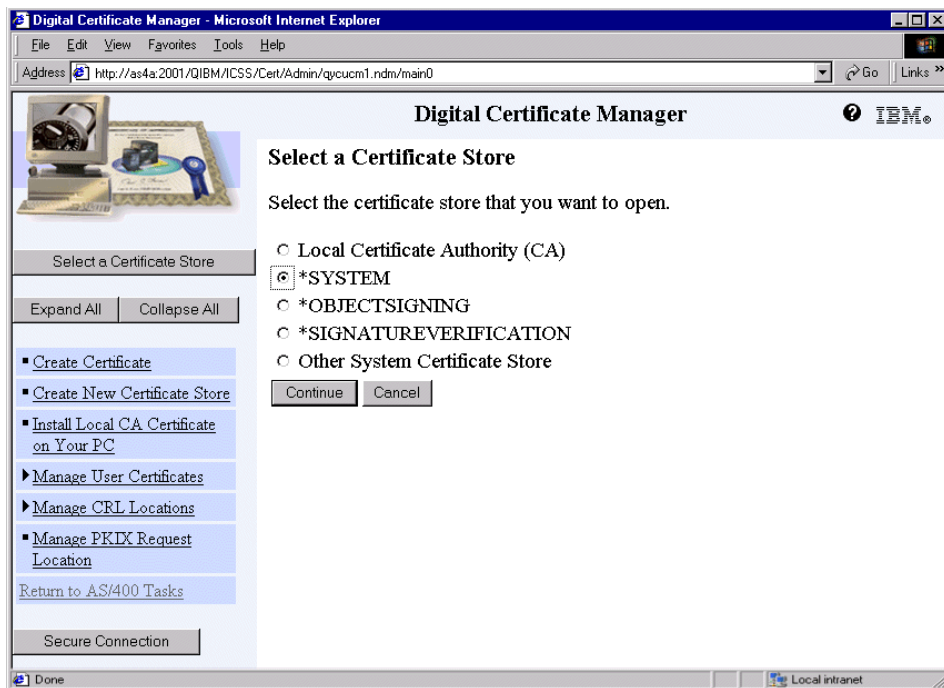 Digital Certificate Manager - Microsoft Internet Explorer
File Edit View Favorites Tools Help
Address http://as4a:2001/QIBM/ICSS/Cert/Admin/qycucm1.ndm/main0 Go Links »
Digital Certificate Manager
IBM®
Select a Certificate Store
Select the certificate store that you want to open.
Local Certificate Authority (CA)
*SYSTEM
*OBJECTSIGNING
*SIGNATUREVERIFICATION
Other System Certificate Store
Continue Cancel
Select a Certificate Store
Expand All Collapse All
Create Certificate
Create New Certificate Store
Install Local CA Certificate
on Your PC
Manage User Certificates
Manage CRL Locations
Manage PKIX Request
Location
Return to AS/400 Tasks
Secure Connection
Done
Local intranet